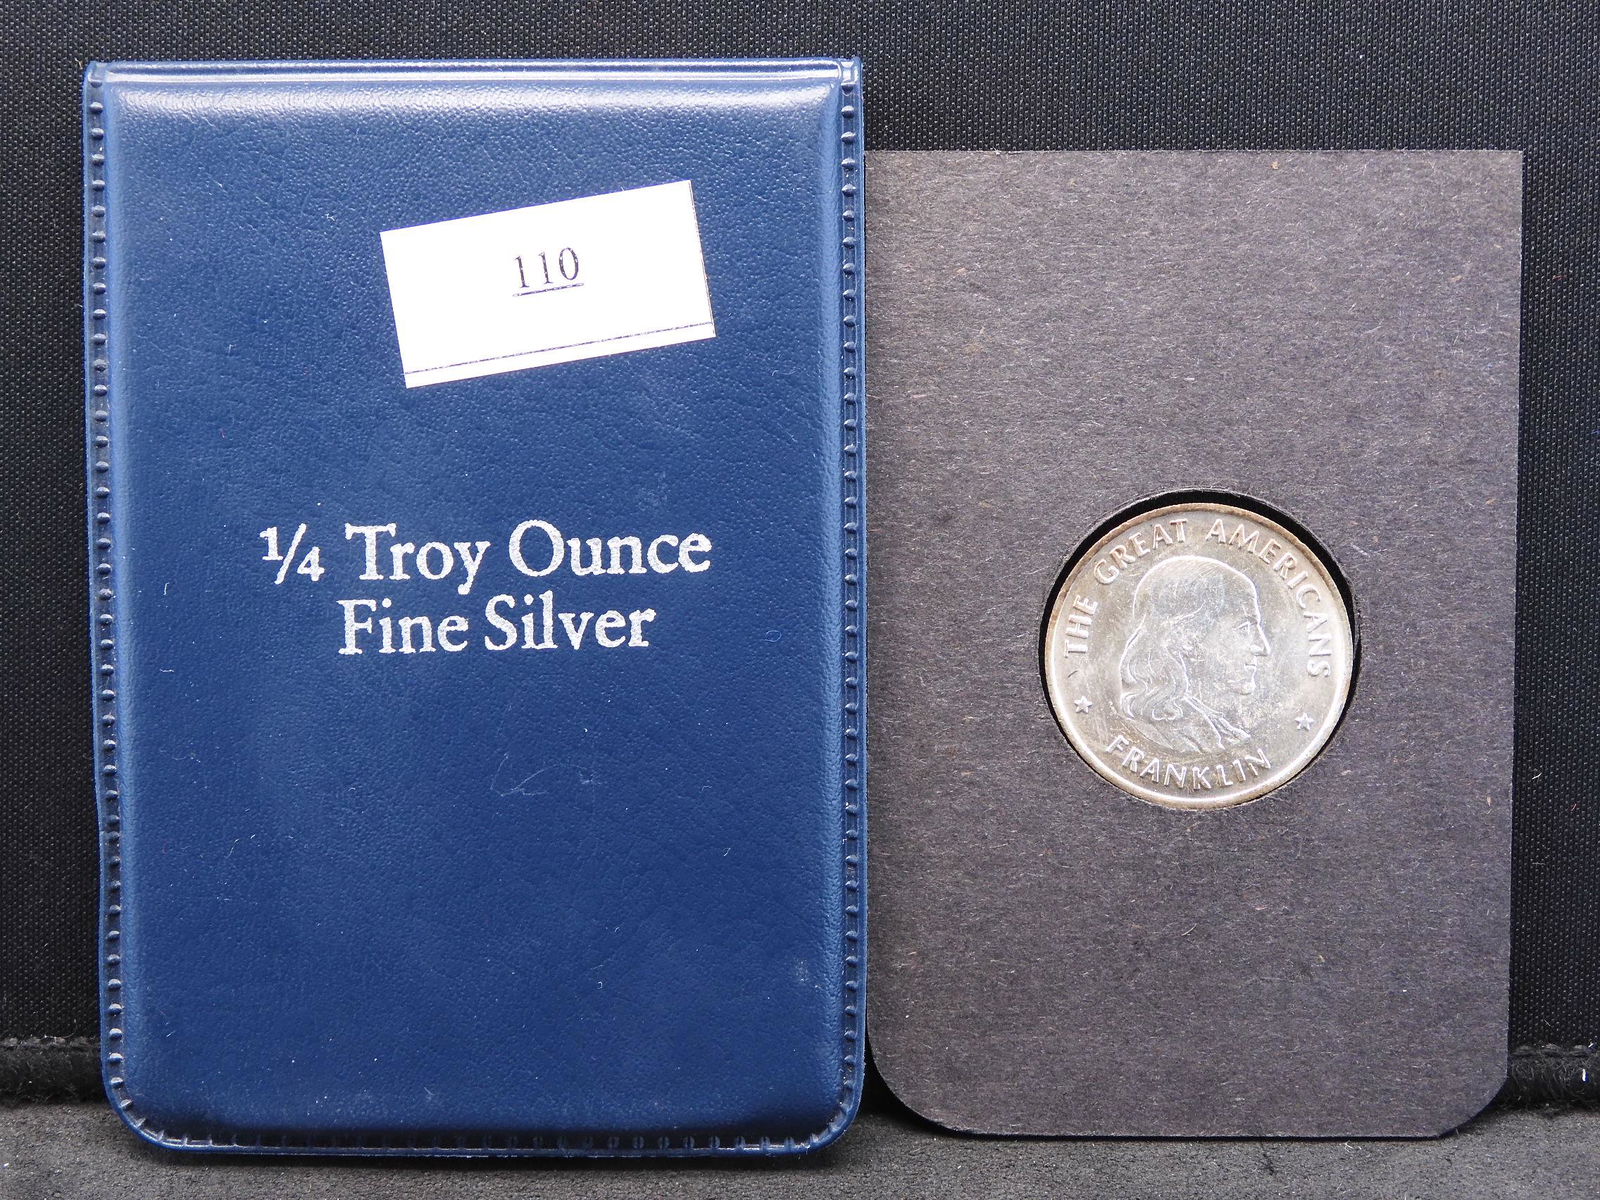 110
¼ Troy Ounce
Fine Silver
THE GREAT AMERICANS
FRANKLIN